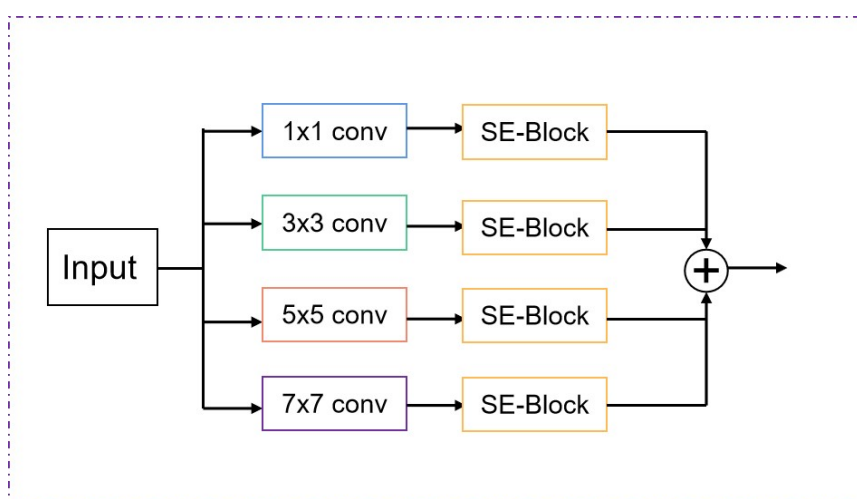 1x1 conv
SE-Block
3x3 conv
SE-Block
Input
+
5x5 conv
SE-Block
7x7 conv
SE-Block